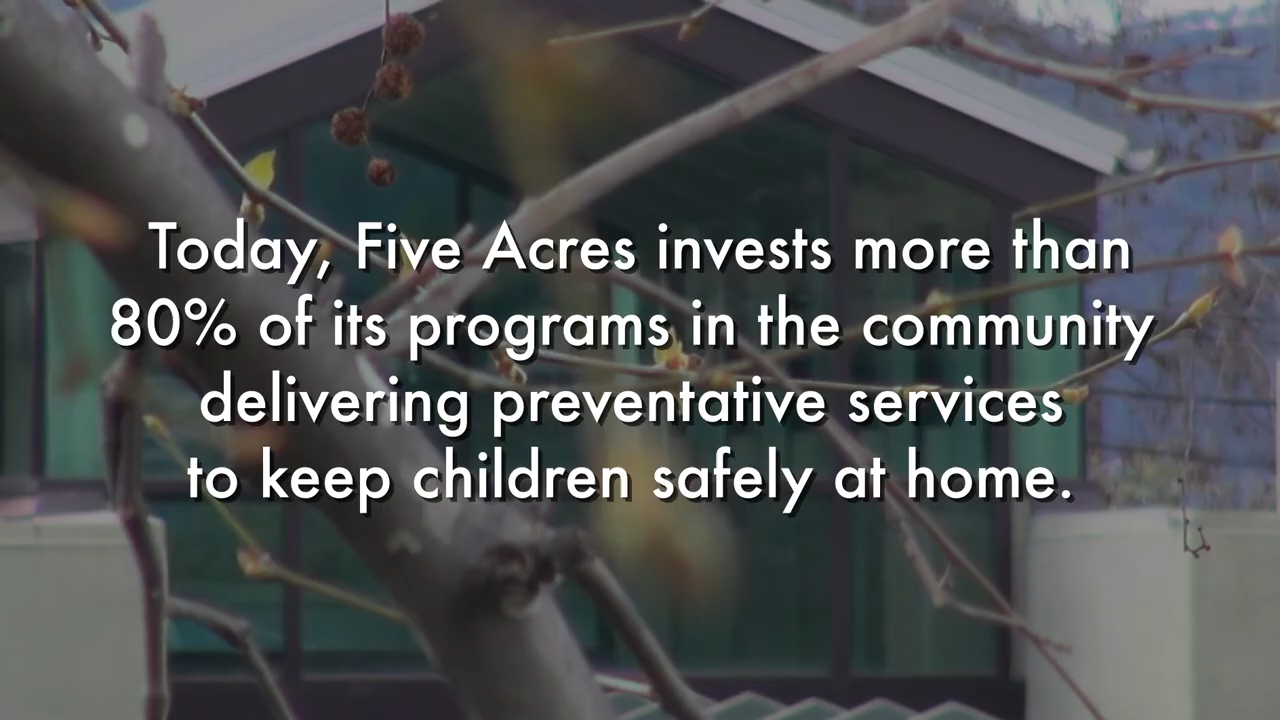 Today, Five Acres invests more than
80% of its programs in the community
delivering preventative services
to keep children safely at home.